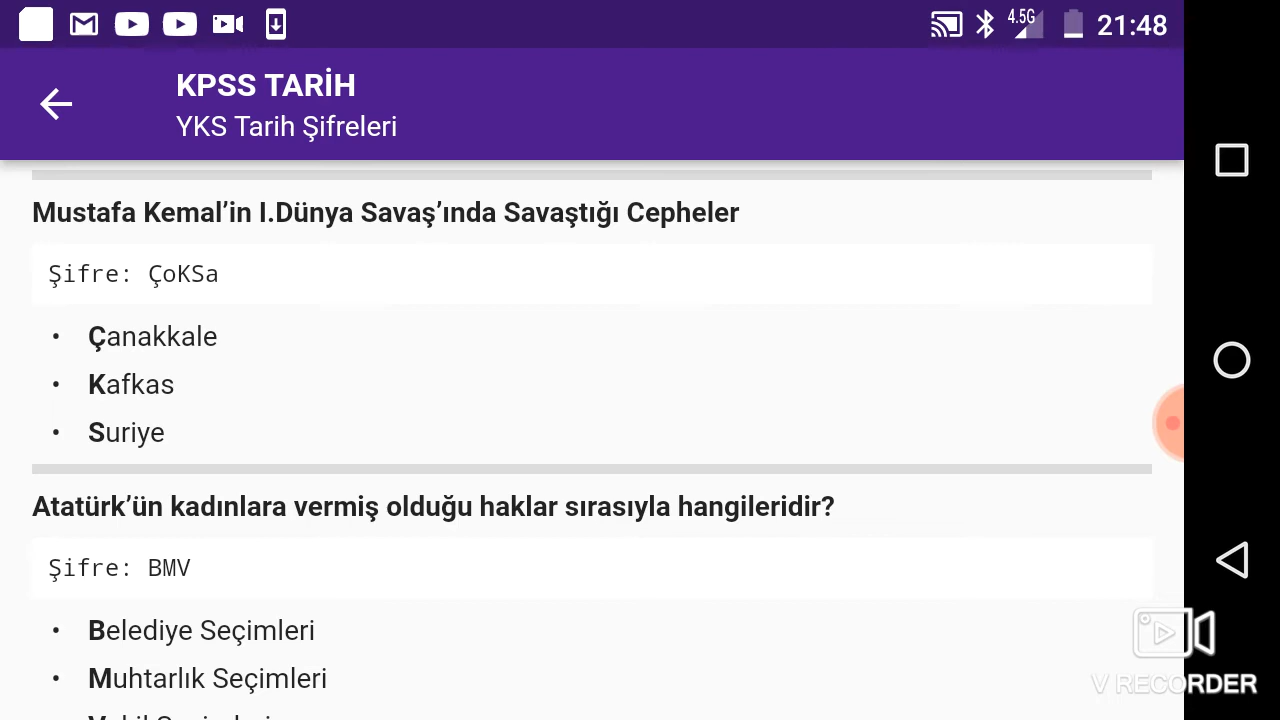 4.5G 21:48
KPSS TARİH
YKS Tarih Şifreleri
Mustafa Kemal’in I.Dünya Savaş’ında Savaştığı Cepheler
Şifre: ÇoKSa
• Çanakkale
• Kafkas
• Suriye
Atatürk’ün kadınlara vermiş olduğu haklar sırasıyla hangileridir?
Şifre: BMV
• Belediye Seçimleri
• Muhtarlık Seçimleri
V RECORDER